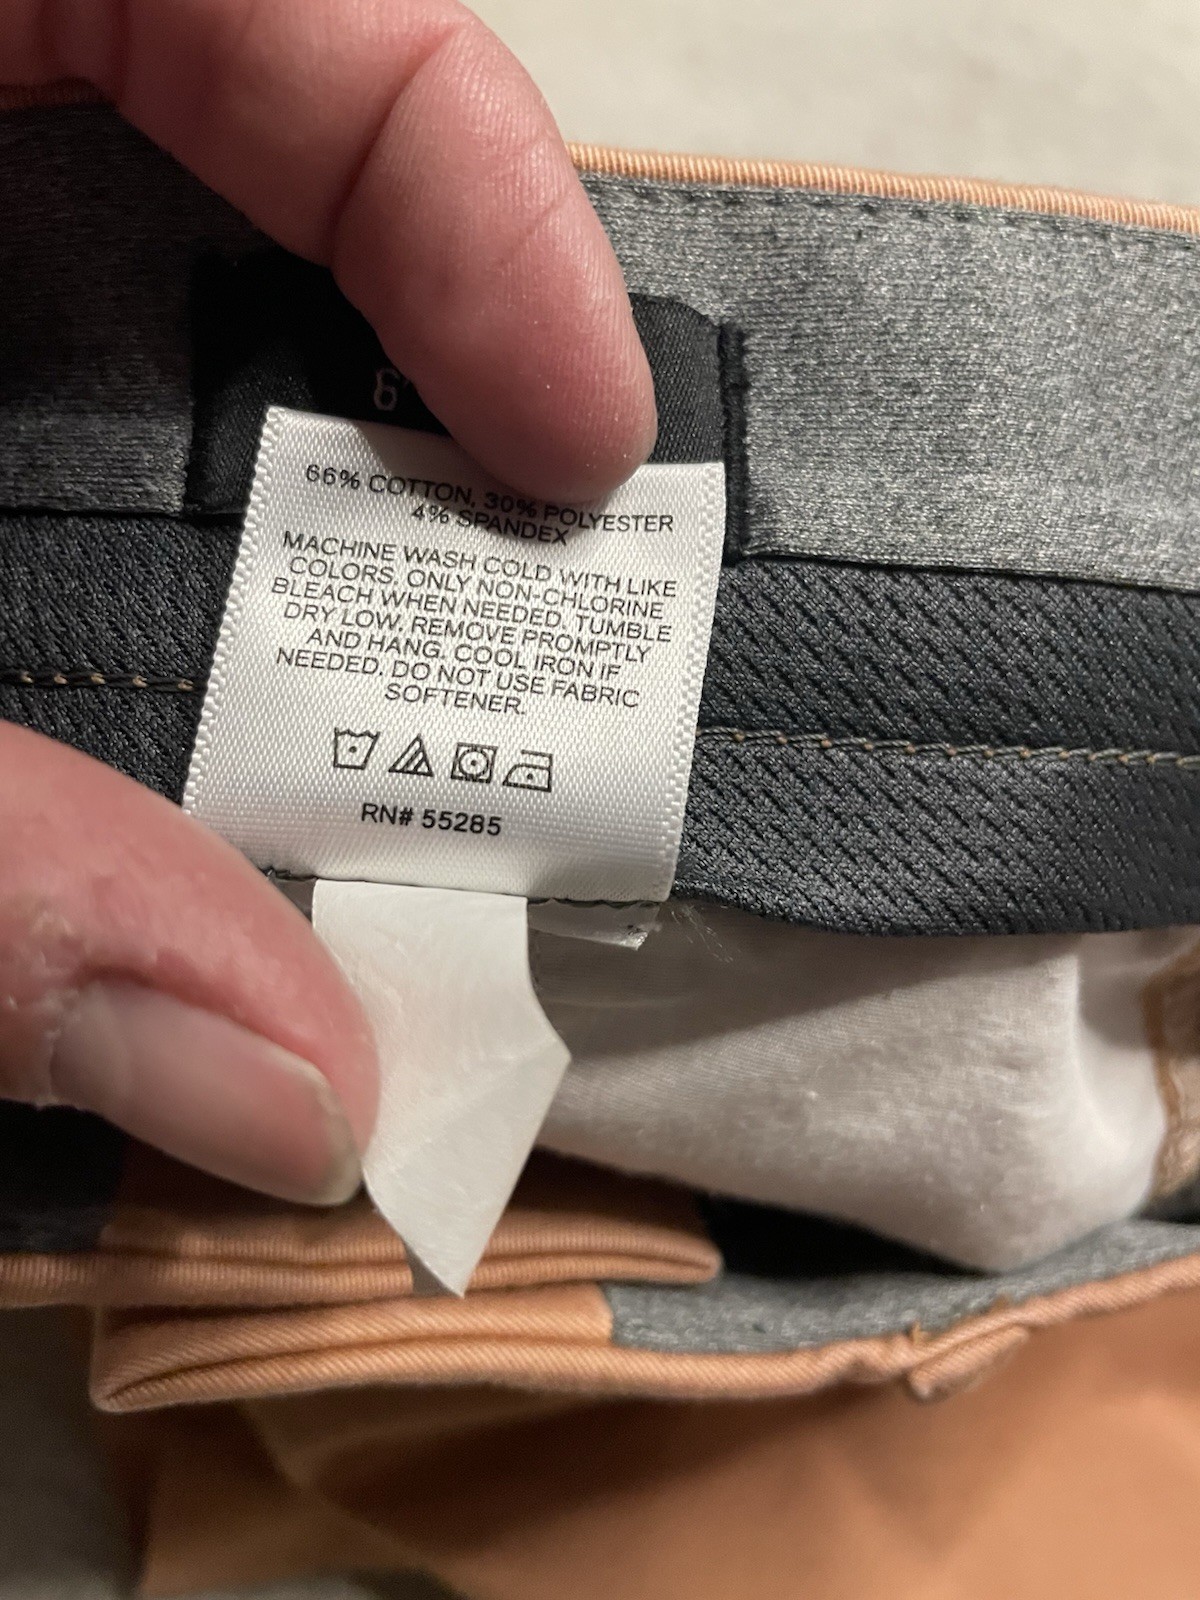 66% COTTON, 30% POLYESTER
4% SPANDEX
MACHINE WASH COLD WITH LIKE
COLORS, ONLY NON-CHLORINE
BLEACH WHEN NEEDED. TUMBLE
DRY LOW. REMOVE PROMPTLY
AND HANG. COOL IRON IF
NEEDED. DO NOT USE FABRIC
SOFTENER.
RN# 55285